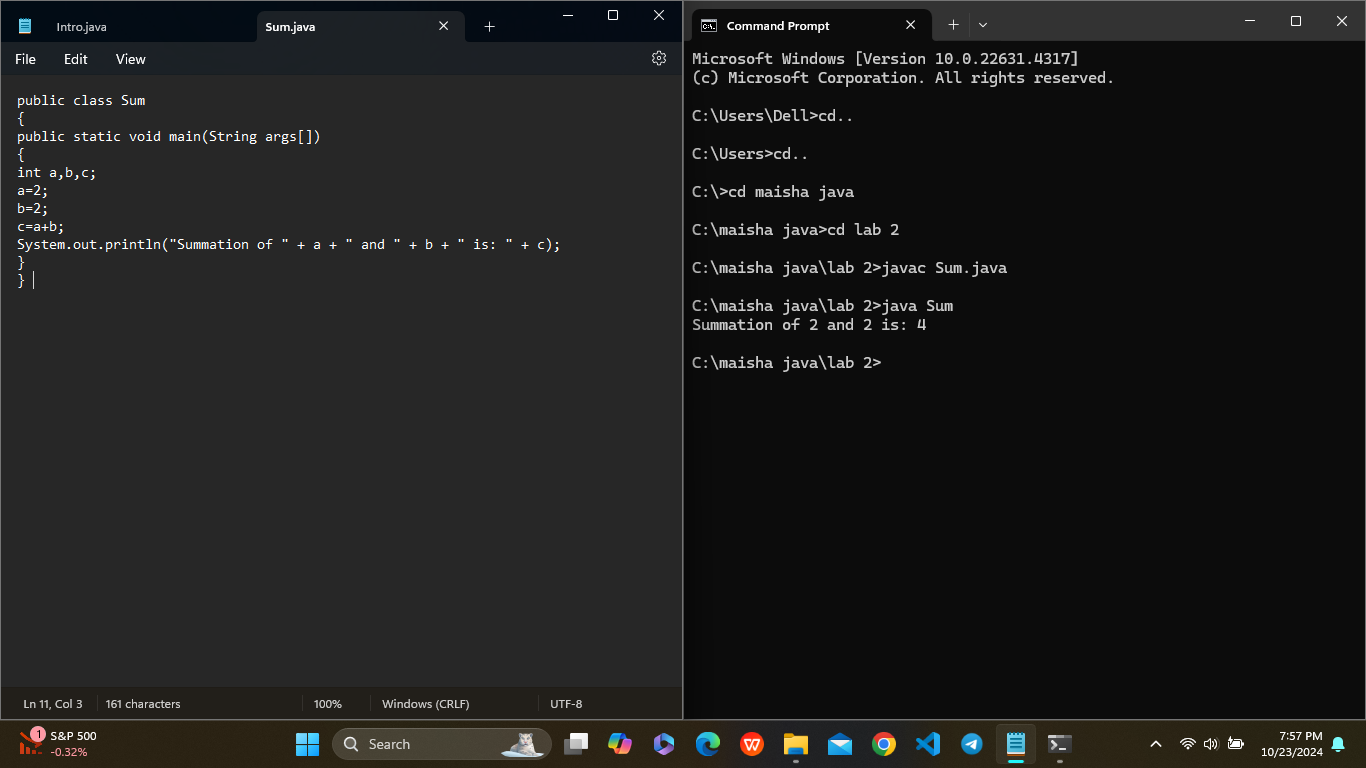 Intro.java
Sum.java
File Edit View
public class Sum
{
public static void main(String args[])
{
int a,b,c;
a=2;
b=2;
c=a+b;
System.out.println("Summation of " + a + " and " + b + " is: " + c);
}
}
Ln 11, Col 3
161 characters
100%
Windows (CRLF)
UTF-8
Command Prompt
Microsoft Windows [Version 10.0.22631.4317]
(c) Microsoft Corporation. All rights reserved.
C:\Users\Dell>cd..
C:\Users>cd..
C:\>cd maisha java
C:\maisha java>cd lab 2
C:\maisha java\lab 2>javac Sum.java
C:\maisha java\lab 2>java Sum
Summation of 2 and 2 is: 4
C:\maisha java\lab 2>
1
S&P 500
-0.32%
Search
7:57 PM
10/23/2024